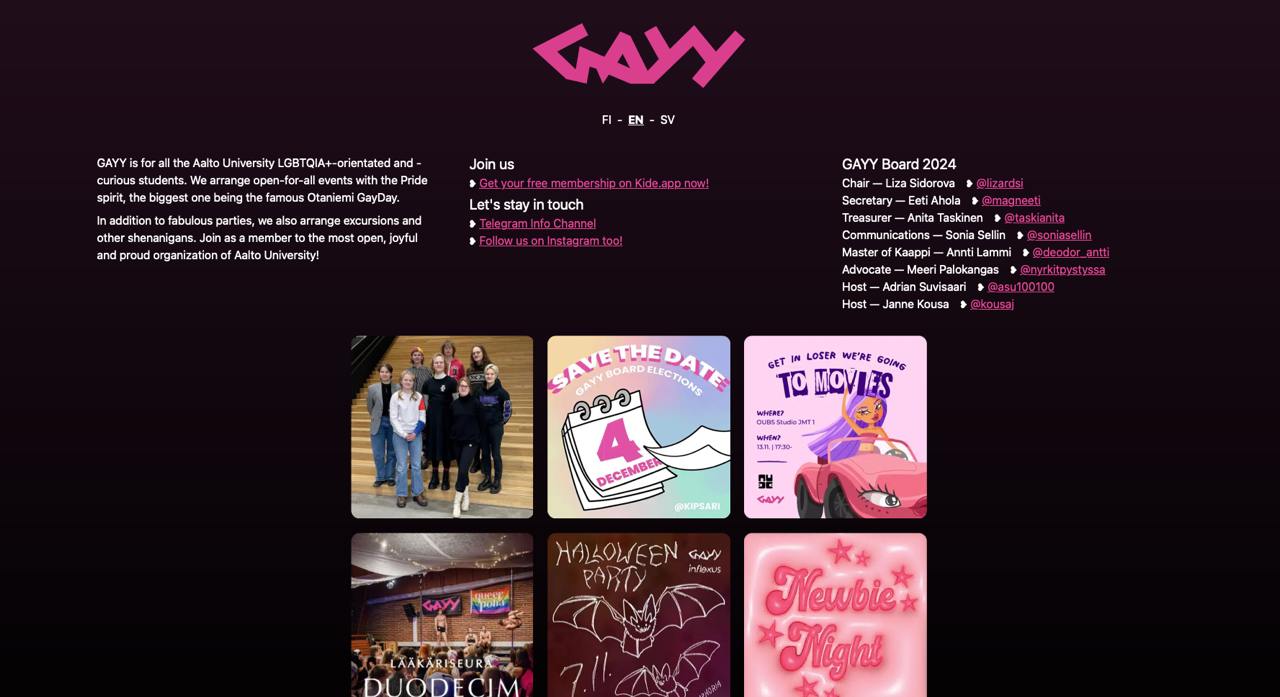 GAYY
FI - EN - SV
GAYY is for all the Aalto University LGBTQIA+-orientated and -
curious students. We arrange open-for-all events with the Pride
spirit, the biggest one being the famous Otaniemi GayDay.
In addition to fabulous parties, we also arrange excursions and
other shenanigans. Join as a member to the most open, joyful
and proud organization of Aalto University!
Join us
❥ Get your free membership on Kide.app now!
Let's stay in touch
❥ Telegram Info Channel
❥ Follow us on Instagram too!
GAYY Board 2024
Chair — Liza Sidorova ❥ @lizardsi
Secretary — Eeti Ahola ❥ @magneeti
Treasurer — Anita Taskinen ❥ @taskianita
Communications — Sonia Sellin ❥ @soniasellin
Master of Kaappi — Annti Lammi ❥ @deodor_antti
Advocate — Meeri Palokangas ❥ @nyrkitpystyssa
Host — Adrian Suvisaari ❥ @asu100100
Host — Janne Kousa ❥ @kousaj
SAVE THE DATE
GAYY BOARD ELECTIONS
4
DECEMBER
@KIPSARI
GET IN LOSER WE'RE GOING
TO MOVIES
WHERE?
OUBS Studio JMT 1
WHEN?
13.11. | 17:30-
GAYY
GAYY
queer
polis
LÄÄKÄRISEURA
DUODECIM
HALLOWEEN
PARTY
GAYY
inflexus
7.11.
Newbie
Night